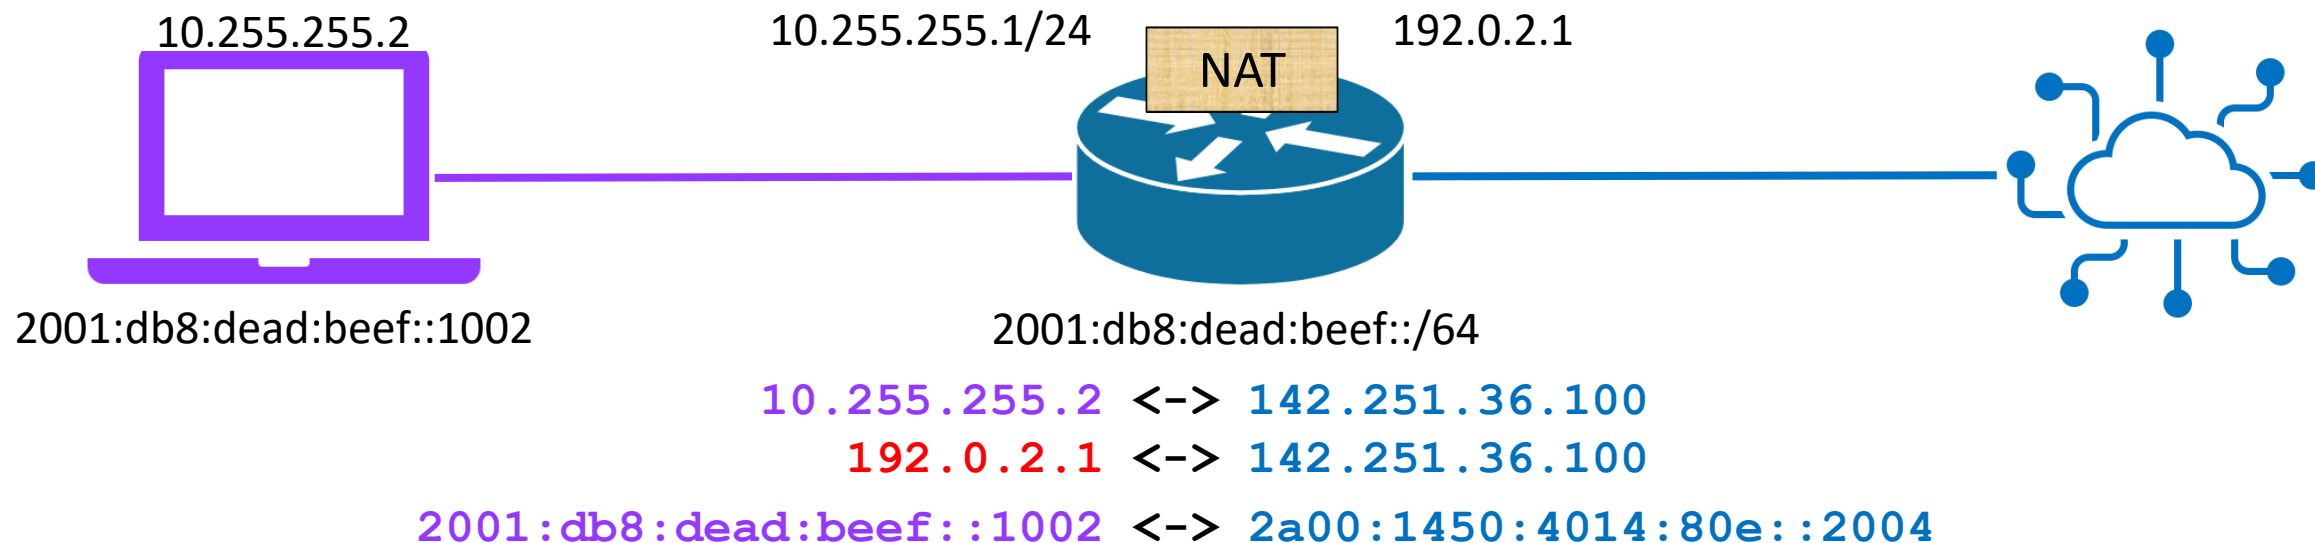 10.255.255.2
10.255.255.1/24
NAT
192.0.2.1
2001:db8:dead:beef::1002
2001:db8:dead:beef::/64
10.255.255.2 <-> 142.251.36.100
192.0.2.1 <-> 142.251.36.100
2001:db8:dead:beef::1002 <-> 2a00:1450:4014:80e::2004